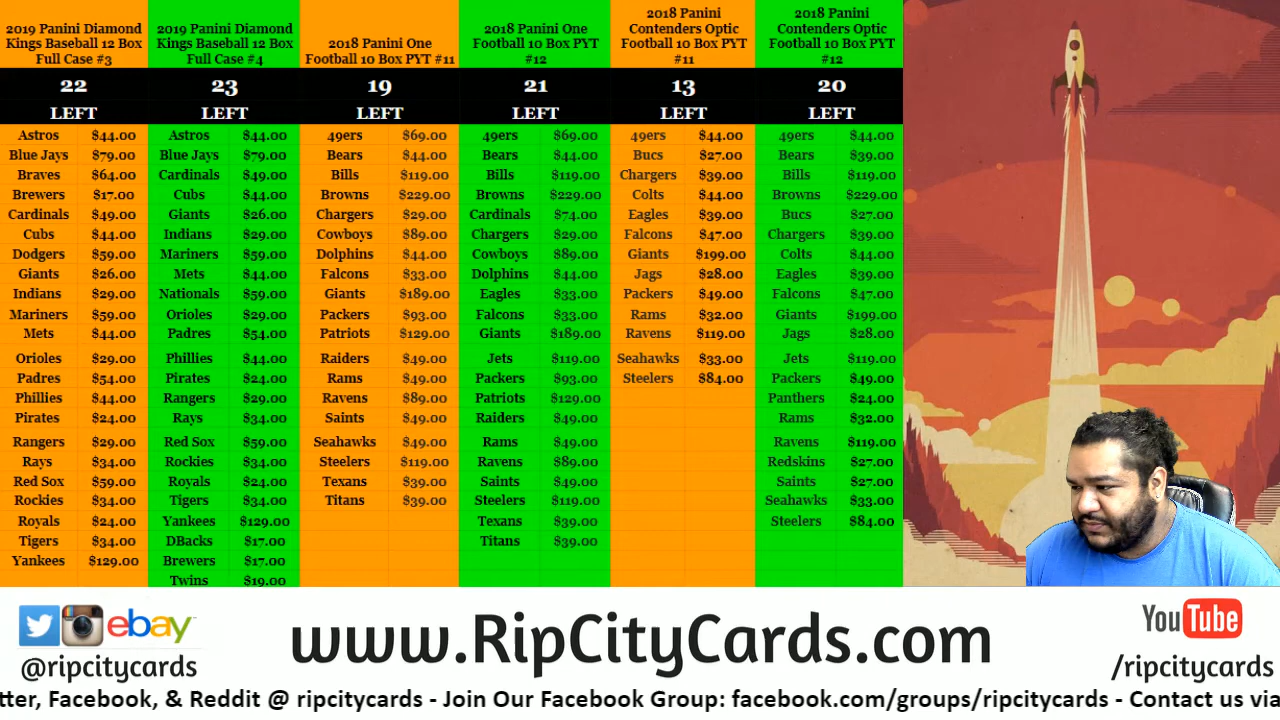 2019 Panini Diamond
Kings Baseball 12 Box
Full Case #3
22
LEFT
Astros $44.00
Blue Jays $79.00
Braves $64.00
Brewers $17.00
Cardinals $49.00
Cubs $44.00
Dodgers $59.00
Giants $26.00
Indians $29.00
Mariners $59.00
Mets $44.00
Orioles $29.00
Padres $54.00
Phillies $44.00
Pirates $24.00
Rangers $29.00
Rays $34.00
Red Sox $59.00
Rockies $34.00
Royals $24.00
Tigers $34.00
Yankees $129.00
2019 Panini Diamond
Kings Baseball 12 Box
Full Case #4
23
LEFT
Astros $44.00
Blue Jays $79.00
Cardinals $49.00
Cubs $44.00
Giants $26.00
Indians $29.00
Mariners $59.00
Mets $44.00
Nationals $59.00
Orioles $29.00
Padres $54.00
Phillies $44.00
Pirates $24.00
Rangers $29.00
Rays $34.00
Red Sox $59.00
Rockies $34.00
Royals $24.00
Tigers $34.00
Yankees $129.00
DBacks $17.00
Brewers $17.00
Twins $19.00
2018 Panini One
Football 10 Box PYT #11
19
LEFT
49ers $69.00
Bears $44.00
Bills $119.00
Browns $229.00
Chargers $29.00
Cowboys $89.00
Dolphins $44.00
Falcons $33.00
Giants $189.00
Packers $93.00
Patriots $129.00
Raiders $49.00
Rams $49.00
Ravens $89.00
Saints $49.00
Seahawks $49.00
Steelers $119.00
Texans $39.00
Titans $39.00
2018 Panini One
Football 10 Box PYT
#12
21
LEFT
49ers $69.00
Bears $44.00
Bills $119.00
Browns $229.00
Cardinals $74.00
Chargers $29.00
Cowboys $89.00
Dolphins $44.00
Eagles $33.00
Falcons $33.00
Giants $189.00
Jets $119.00
Packers $93.00
Patriots $129.00
Raiders $49.00
Rams $49.00
Ravens $89.00
Saints $49.00
Steelers $119.00
Texans $39.00
Titans $39.00
2018 Panini
Contenders Optic
Football 10 Box PYT
#11
13
LEFT
49ers $44.00
Bucs $27.00
Chargers $39.00
Colts $44.00
Eagles $39.00
Falcons $47.00
Giants $199.00
Jags $28.00
Packers $49.00
Rams $32.00
Ravens $119.00
Seahawks $33.00
Steelers $84.00
2018 Panini
Contenders Optic
Football 10 Box PYT
#12
20
LEFT
49ers $44.00
Bears $39.00
Bills $119.00
Browns $229.00
Bucs $27.00
Chargers $39.00
Colts $44.00
Eagles $39.00
Falcons $47.00
Giants $199.00
Jags $28.00
Jets $119.00
Packers $49.00
Panthers $24.00
Rams $32.00
Ravens $119.00
Redskins $27.00
Saints $27.00
Seahawks $33.00
Steelers $84.00
ebay
@ripcitycards
www.RipCityCards.com
YouTube
/ripcitycards
tter, Facebook, & Reddit @ ripcitycards - Join Our Facebook Group: facebook.com/groups/ripcitycards - Contact us via